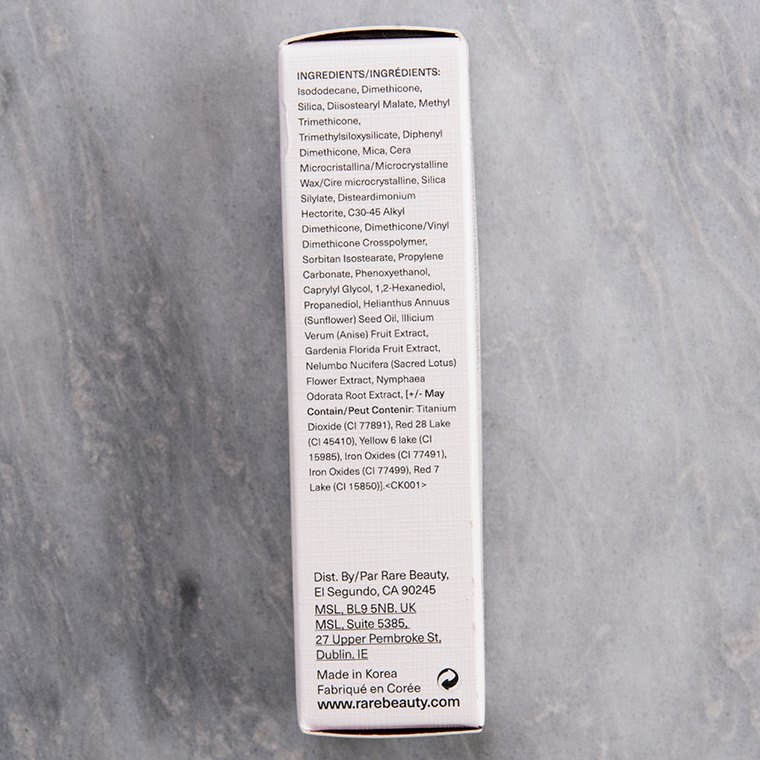 INGREDIENTS/INGRÉDIENTS:
Isododecane, Dimethicone,
Silica, Diisostearyl Malate, Methyl
Trimethicone,
Trimethylsiloxysilicate, Diphenyl
Dimethicone, Mica, Cera
Microcristallina/Microcrystalline
Wax/Cire microcrystalline, Silica
Silylate, Disteardimonium
Hectorite, C30-45 Alkyl
Dimethicone, Dimethicone/Vinyl
Dimethicone Crosspolymer,
Sorbitan Isostearate, Propylene
Carbonate, Phenoxyethanol,
Caprylyl Glycol, 1,2-Hexanediol,
Propanediol, Helianthus Annuus
(Sunflower) Seed Oil, Illicium
Verum (Anise) Fruit Extract,
Gardenia Florida Fruit Extract,
Nelumbo Nucifera (Sacred Lotus)
Flower Extract, Nymphaea
Odorata Root Extract, [+/- May
Contain/Peut Contenir: Titanium
Dioxide (CI 77891), Red 28 Lake
(CI 45410), Yellow 6 lake (CI
15985), Iron Oxides (CI 77491),
Iron Oxides (CI 77499), Red 7
Lake (CI 15850)].<CK001>
Dist. By/Par Rare Beauty,
El Segundo, CA 90245
MSL, BL9 5NB. UK
MSL, Suite 5385,
27 Upper Pembroke St,
Dublin, IE
Made in Korea
Fabriqué en Corée
www.rarebeauty.com